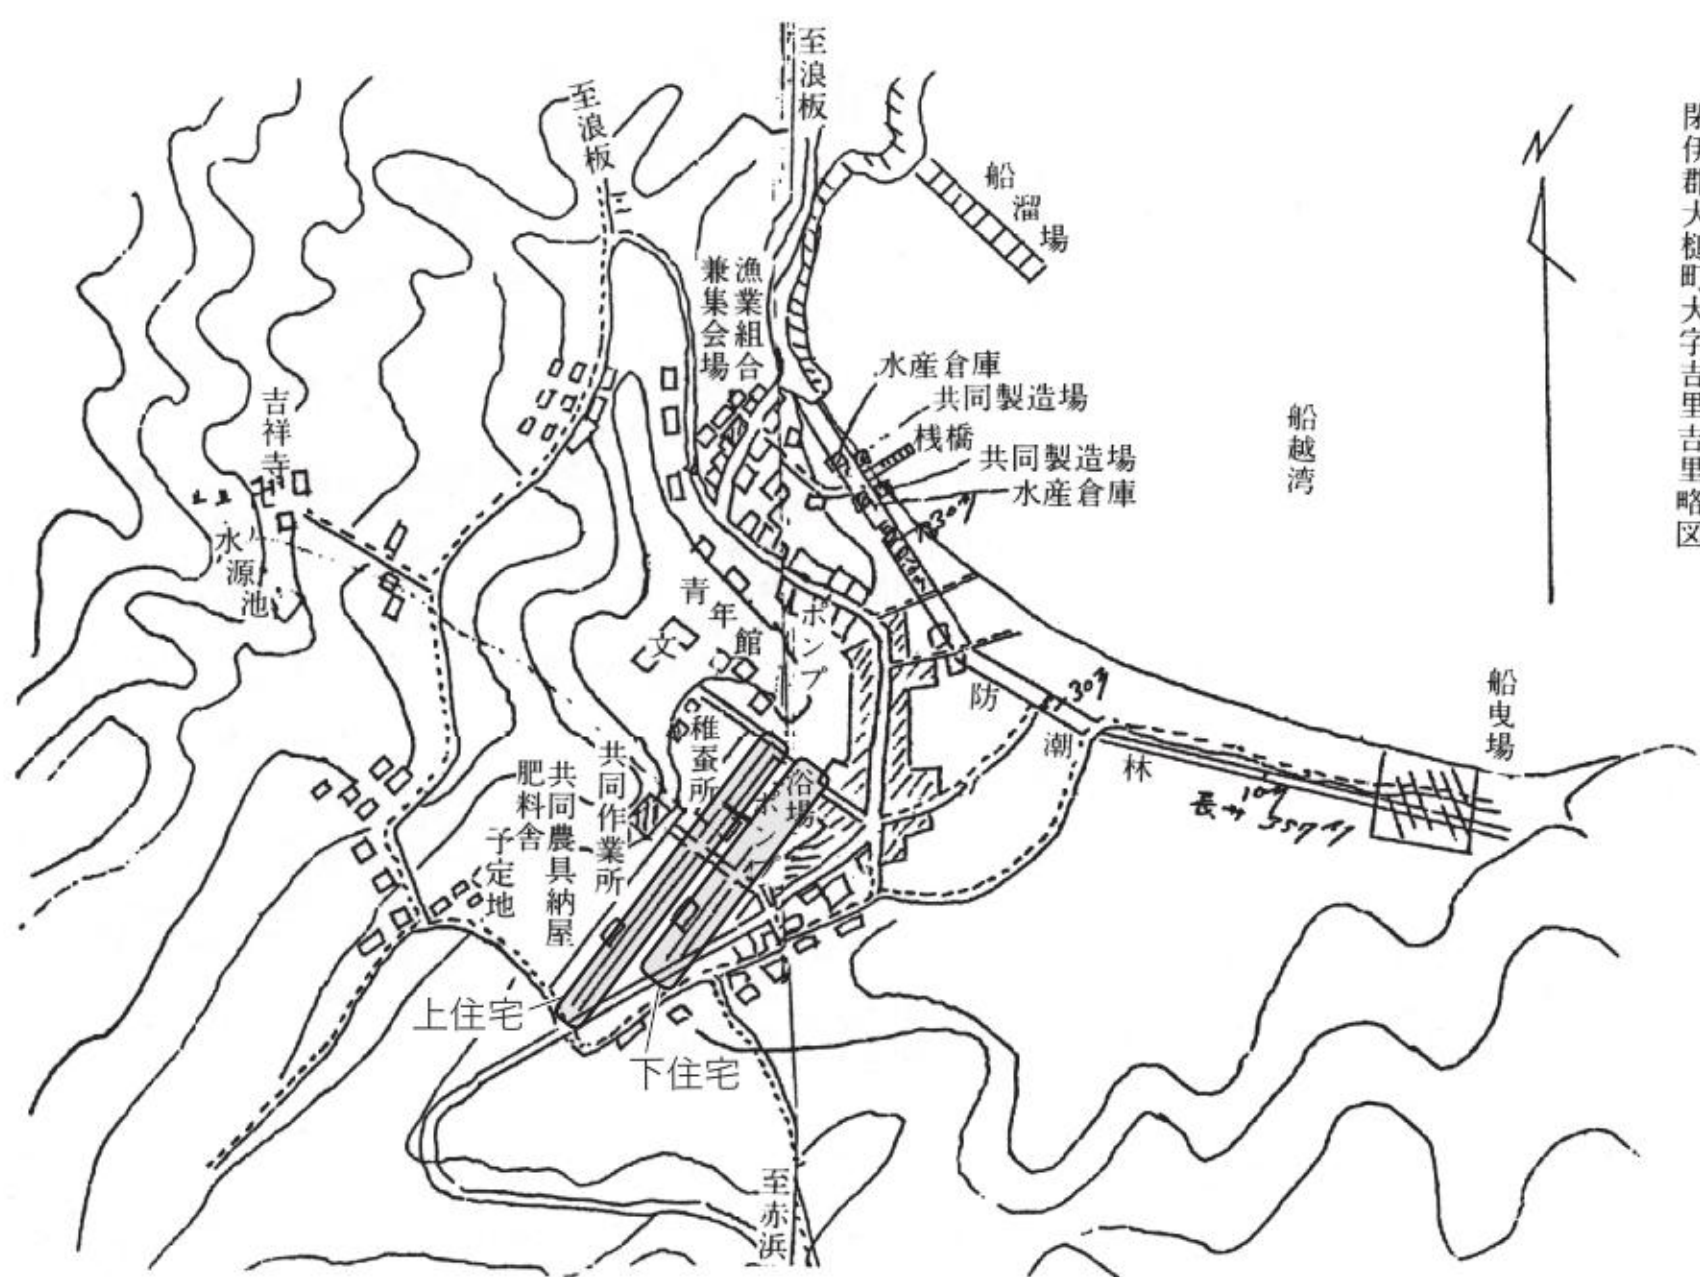 閉伊郡大槌町大字吉里吉里略図
至浪板
至浪板
船溜場
漁業組合
兼集会場
水産倉庫
共同製造場
桟橋
共同製造場
水産倉庫
船越湾
吉祥寺
水源池
青年館
文
ポンプ
防潮林
船曳場
稚蚕所
浴場
ポンプ
共同作業所
共同農具納屋
肥料舎
予定地
上住宅
下住宅
至赤浜
N